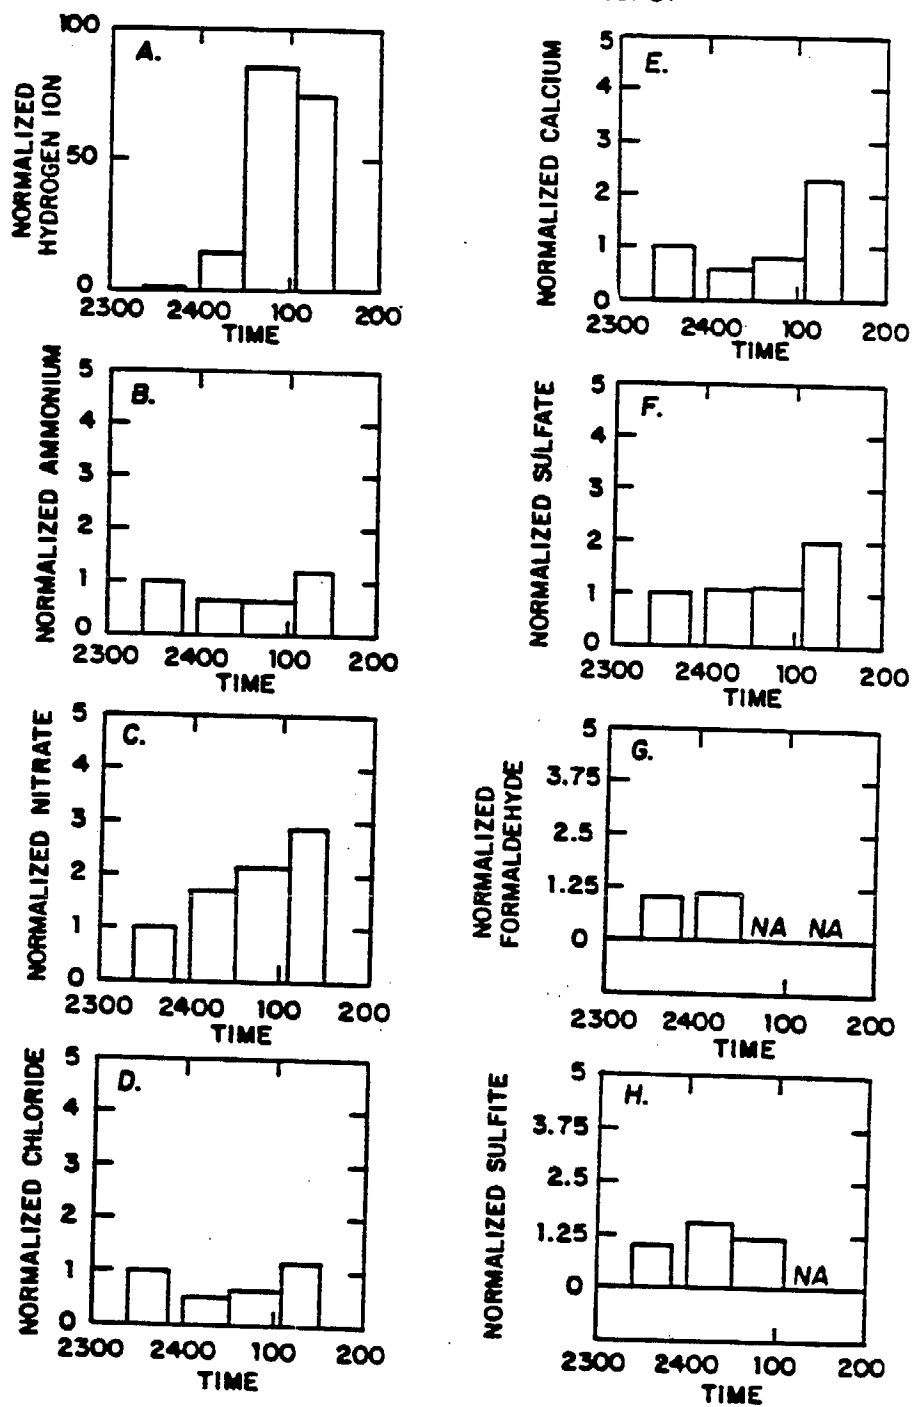 A.
NORMALIZED
HYDROGEN ION
100
50
0
2300 2400 100 200
TIME
B.
NORMALIZED AMMONIUM
5
4
3
2
1
0
2300 2400 100 200
TIME
C.
NORMALIZED NITRATE
5
4
3
2
1
0
2300 2400 100 200
TIME
D.
NORMALIZED CHLORIDE
5
4
3
2
1
0
2300 2400 100 200
TIME
E.
NORMALIZED CALCIUM
5
4
3
2
1
0
2300 2400 100 200
TIME
F.
NORMALIZED SULFATE
5
4
3
2
1
0
2300 2400 100 200
TIME
G.
NORMALIZED
FORMALDEHYDE
5
3.75
2.5
1.25
0
NA NA
2300 2400 100 200
TIME
H.
NORMALIZED SULFITE
5
3.75
2.5
1.25
0
NA
2300 2400 100 200
TIME